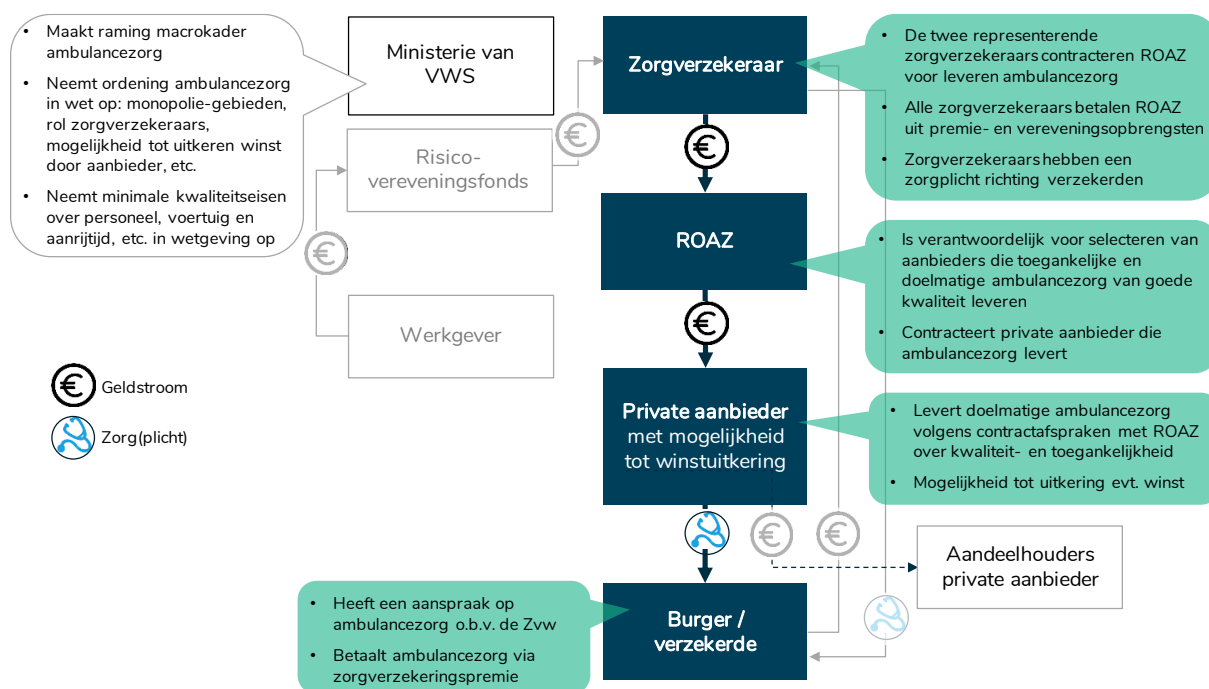 • Maakt raming macrokader
ambulancezorg
• Neemt ordening ambulancezorg
in wet op: monopolie-gebieden,
rol zorgverzekeraars,
mogelijkheid tot uitkeren winst
door aanbieder, etc.
• Neemt minimale kwaliteitseisen
over personeel, voertuig en
aanrijtijd, etc. in wetgeving op
Ministerie van
VWS
Zorgverzekeraar
• De twee representerende
zorgverzekeraars contracteren ROAZ
voor leveren ambulancezorg
• Alle zorgverzekeraars betalen ROAZ
uit premie- en vereveningsopbrengsten
• Zorgverzekeraars hebben een
zorgplicht richting verzekerden
€
€
Risico-
vereveningsfonds
€
ROAZ
• Is verantwoordelijk voor selecteren van
aanbieders die toegankelijke en
doelmatige ambulancezorg van goede
kwaliteit leveren
• Contracteert private aanbieder die
ambulancezorg levert
€
Werkgever
€ Geldstroom
Zorg(plicht)
Private aanbieder
met mogelijkheid
tot winstuitkering
• Levert doelmatige ambulancezorg
volgens contractafspraken met ROAZ
over kwaliteit- en toegankelijkheid
• Mogelijkheid tot uitkering evt. winst
€
€
Aandeelhouders
private aanbieder
• Heeft een aanspraak op
ambulancezorg o.b.v. de Zvw
• Betaalt ambulancezorg via
zorgverzekeringspremie
Burger /
verzekerde